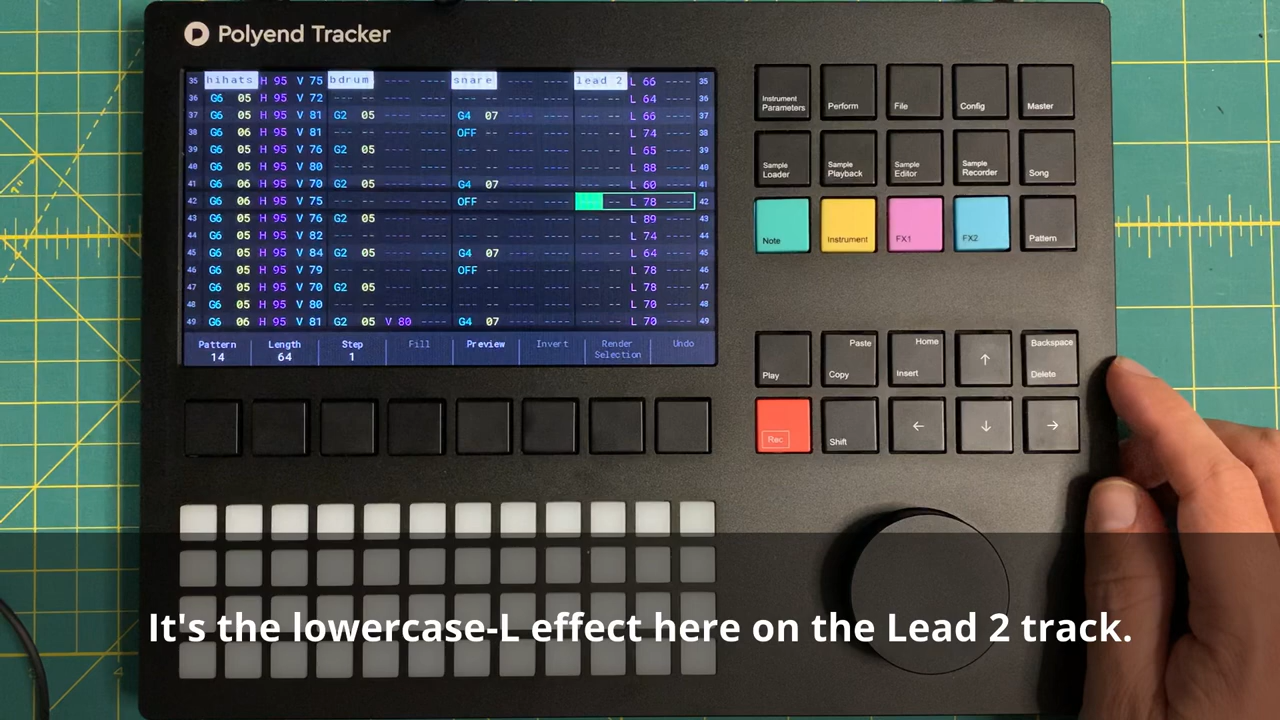 Polyend Tracker
35 hihats H 95 V 75 bdrum ---- ---- snare ---- ---- lead 2 L 66 ---- 35
36 G6 05 H 95 V 72 --- -- ---- ---- --- -- ---- ---- --- -- L 64 ---- 36
37 G6 05 H 95 V 81 G2 05 ---- ---- G4 07 ---- ---- --- -- L 66 ---- 37
38 G6 06 H 95 V 81 --- -- ---- ---- OFF -- ---- ---- --- -- L 74 ---- 38
39 G6 05 H 95 V 76 G2 05 ---- ---- --- -- ---- ---- --- -- L 65 ---- 39
40 G6 05 H 95 V 80 --- -- ---- ---- --- -- ---- ---- --- -- L 88 ---- 40
41 G6 06 H 95 V 70 G2 05 ---- ---- G4 07 ---- ---- --- -- L 60 ---- 41
42 G6 06 H 95 V 75 --- -- ---- ---- OFF -- ---- ---- -- L 78 ---- 42
43 G6 05 H 95 V 76 G2 05 ---- ---- --- -- ---- ---- --- -- L 89 ---- 43
44 G6 05 H 95 V 82 --- -- ---- ---- --- -- ---- ---- --- -- L 74 ---- 44
45 G6 05 H 95 V 84 G2 05 ---- ---- G4 07 ---- ---- --- -- L 64 ---- 45
46 G6 06 H 95 V 79 --- -- ---- ---- OFF -- ---- ---- --- -- L 78 ---- 46
47 G6 05 H 95 V 70 G2 05 ---- ---- --- -- ---- ---- --- -- L 78 ---- 47
48 G6 05 H 95 V 80 --- -- ---- ---- --- -- ---- ---- --- -- L 70 ---- 48
49 G6 06 H 95 V 81 G2 05 V 80 ---- G4 07 ---- ---- --- -- L 70 ---- 49
Pattern Length Step Fill Preview Invert Render Undo
14 64 1 Selection
Instrument Parameters Perform File Config Master
Sample Loader Sample Playback Sample Editor Sample Recorder Song
Note Instrument FX1 FX2 Pattern
Paste Home ↑ Backspace
Play Copy Insert Delete
Rec Shift ← ↓ →
It's the lowercase-L effect here on the Lead 2 track.